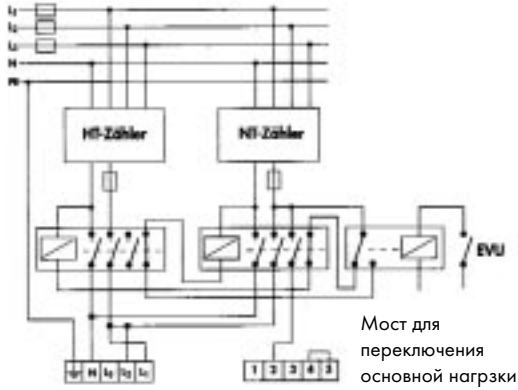 L₁
L₂
L₃
N
PE
HT-Zähler
NT-Zähler
EVU
Мост для
переключения
основной нагрзки
N L₃ L₂ L₁
1 2 3 4 5